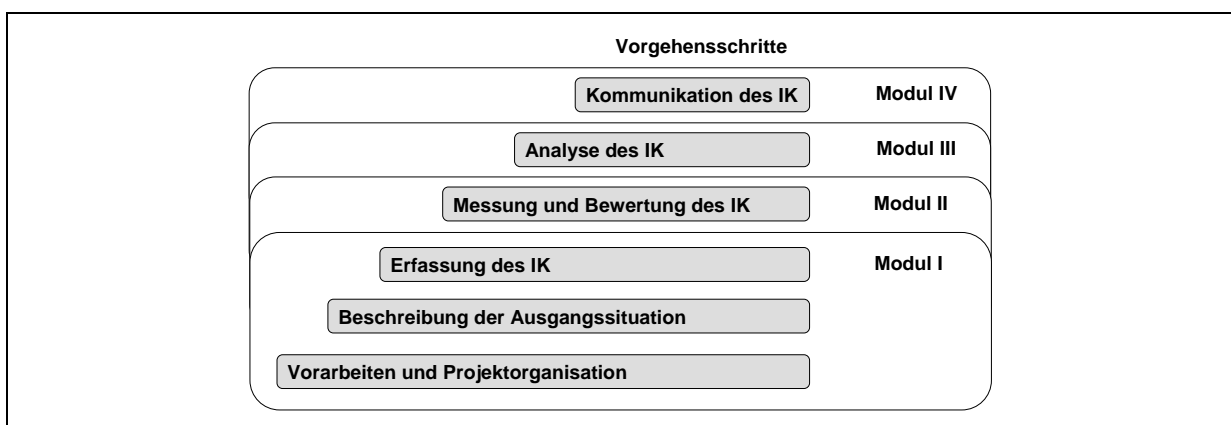 Vorgehensschritte
Kommunikation des IK Modul IV
Analyse des IK Modul III
Messung und Bewertung des IK Modul II
Erfassung des IK Modul I
Beschreibung der Ausgangssituation
Vorarbeiten und Projektorganisation